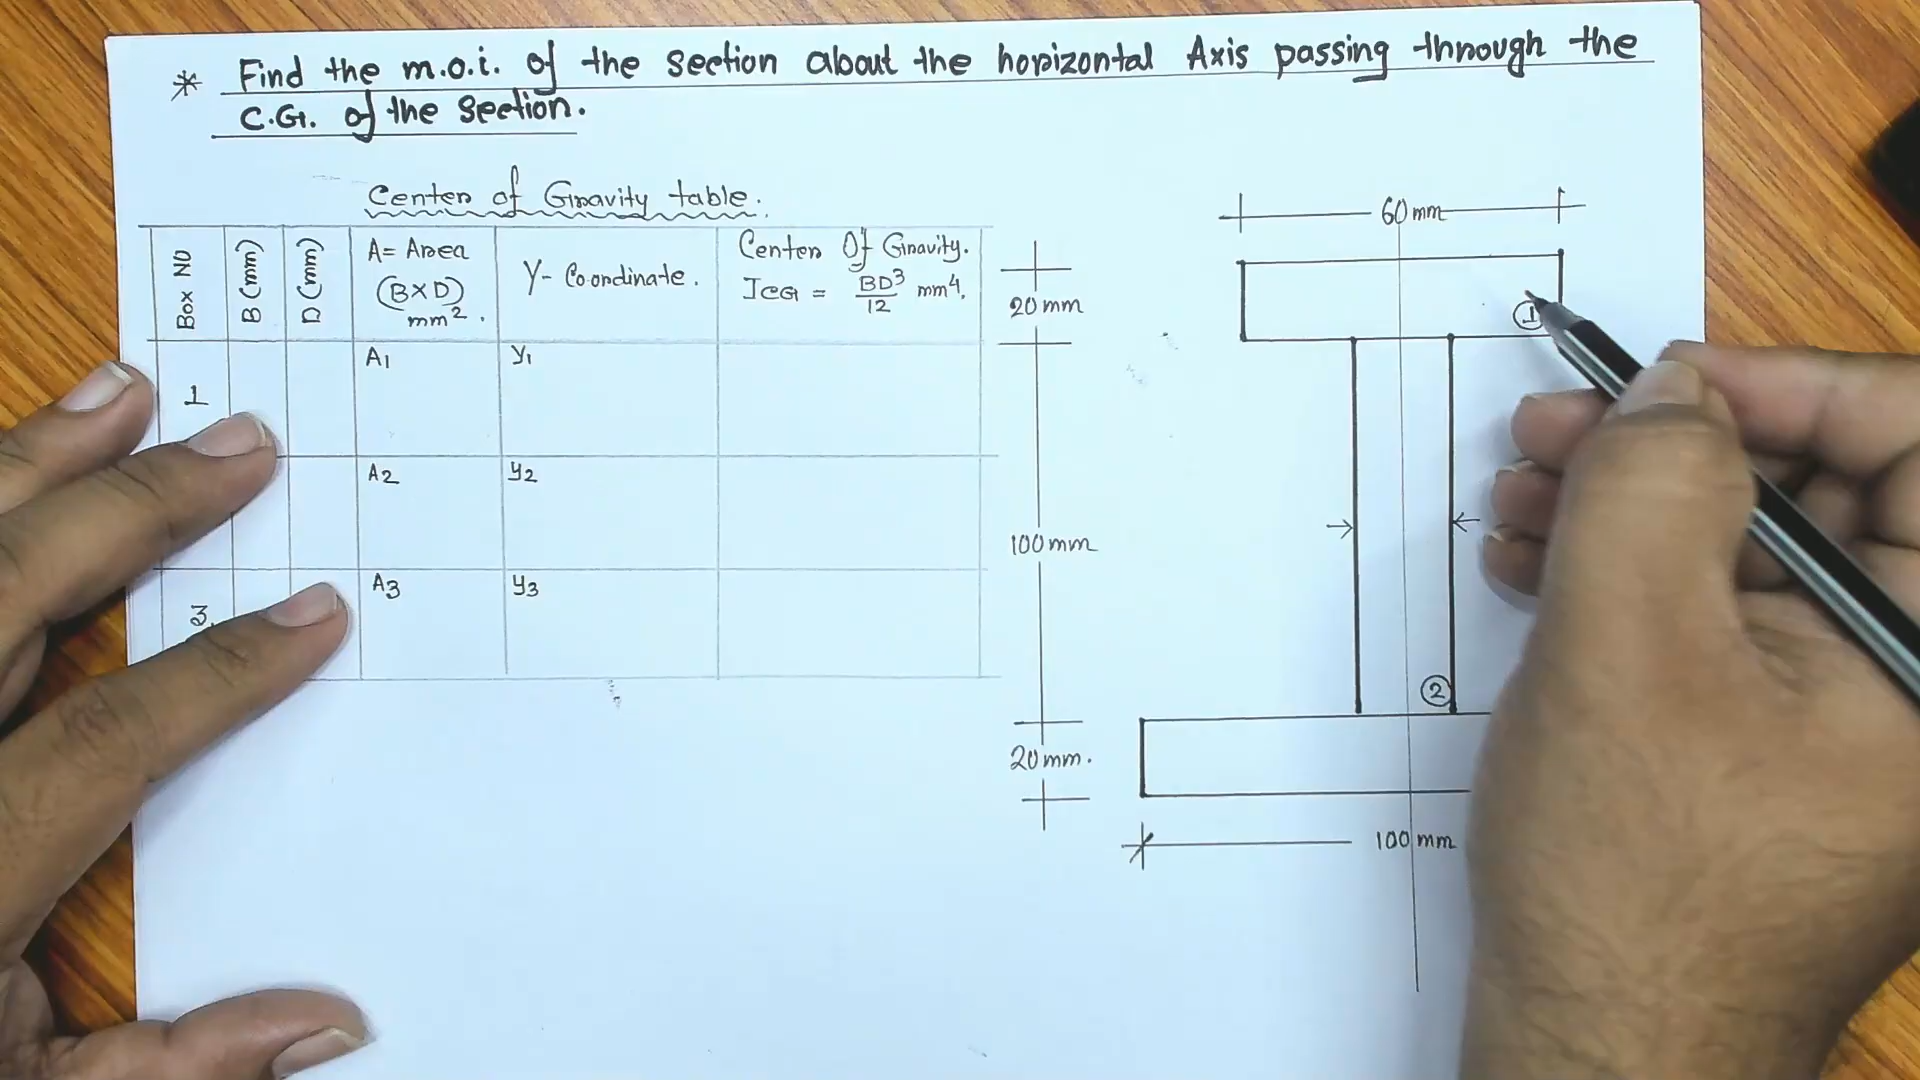 * Find the m.o.i. of the section about the horizontal Axis passing through the
C.G. of the section.
Center of Gravity table.
Box NO
B (mm)
D (mm)
A = Area
(B×D)
mm².
Y- Co-ordinate.
Center Of Gravity.
ICG = BD³/12 mm⁴.
1
A1
y1
A2
y2
3.
A3
y3
60 mm
20 mm
1
100 mm
2
20 mm.
100 mm